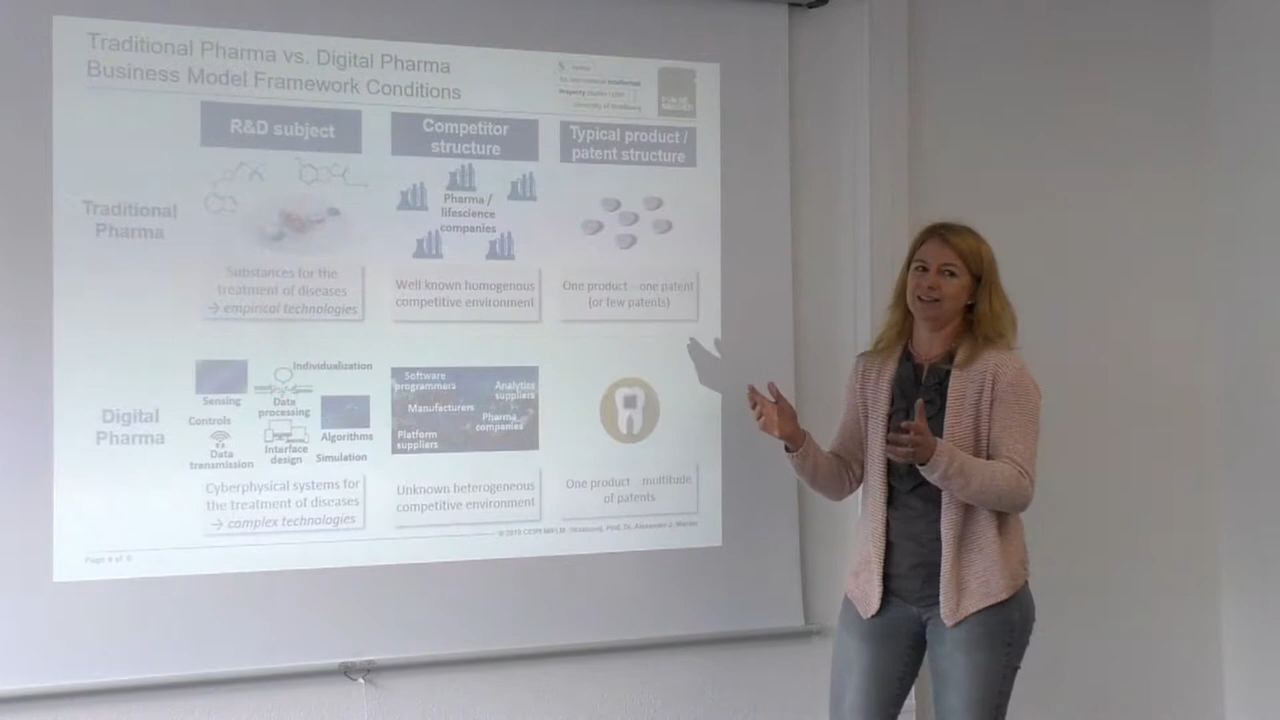 Traditional Pharma vs. Digital Pharma
Business Model Framework Conditions
R&D subject
Competitor
structure
Typical product /
patent structure
Traditional
Pharma
Pharma /
lifescience
companies
Substances for the
treatment of diseases
→ empirical technologies
Well known homogenous
competitive environment
One product – one patent
(or few patents)
Digital
Pharma
Individualization
Sensing
Data
processing
Controls
Algorithms
Data
transmission
Interface
design
Simulation
Software
programmers
Analytics
suppliers
Manufacturers
Pharma
companies
Platform
suppliers
Cyberphysical systems for
the treatment of diseases
→ complex technologies
Unknown heterogeneous
competitive environment
One product – multitude
of patents
Page